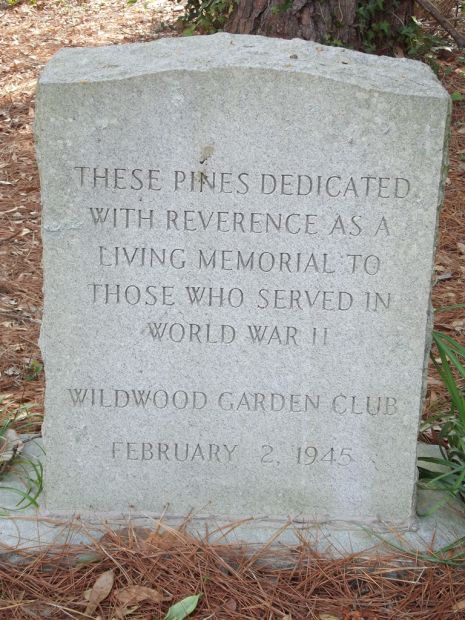 THESE PINES DEDICATED
WITH REVERENCE AS A
LIVING MEMORIAL TO
THOSE WHO SERVED IN
WORLD WAR II
WILDWOOD GARDEN CLUB
FEBRUARY 2, 1945